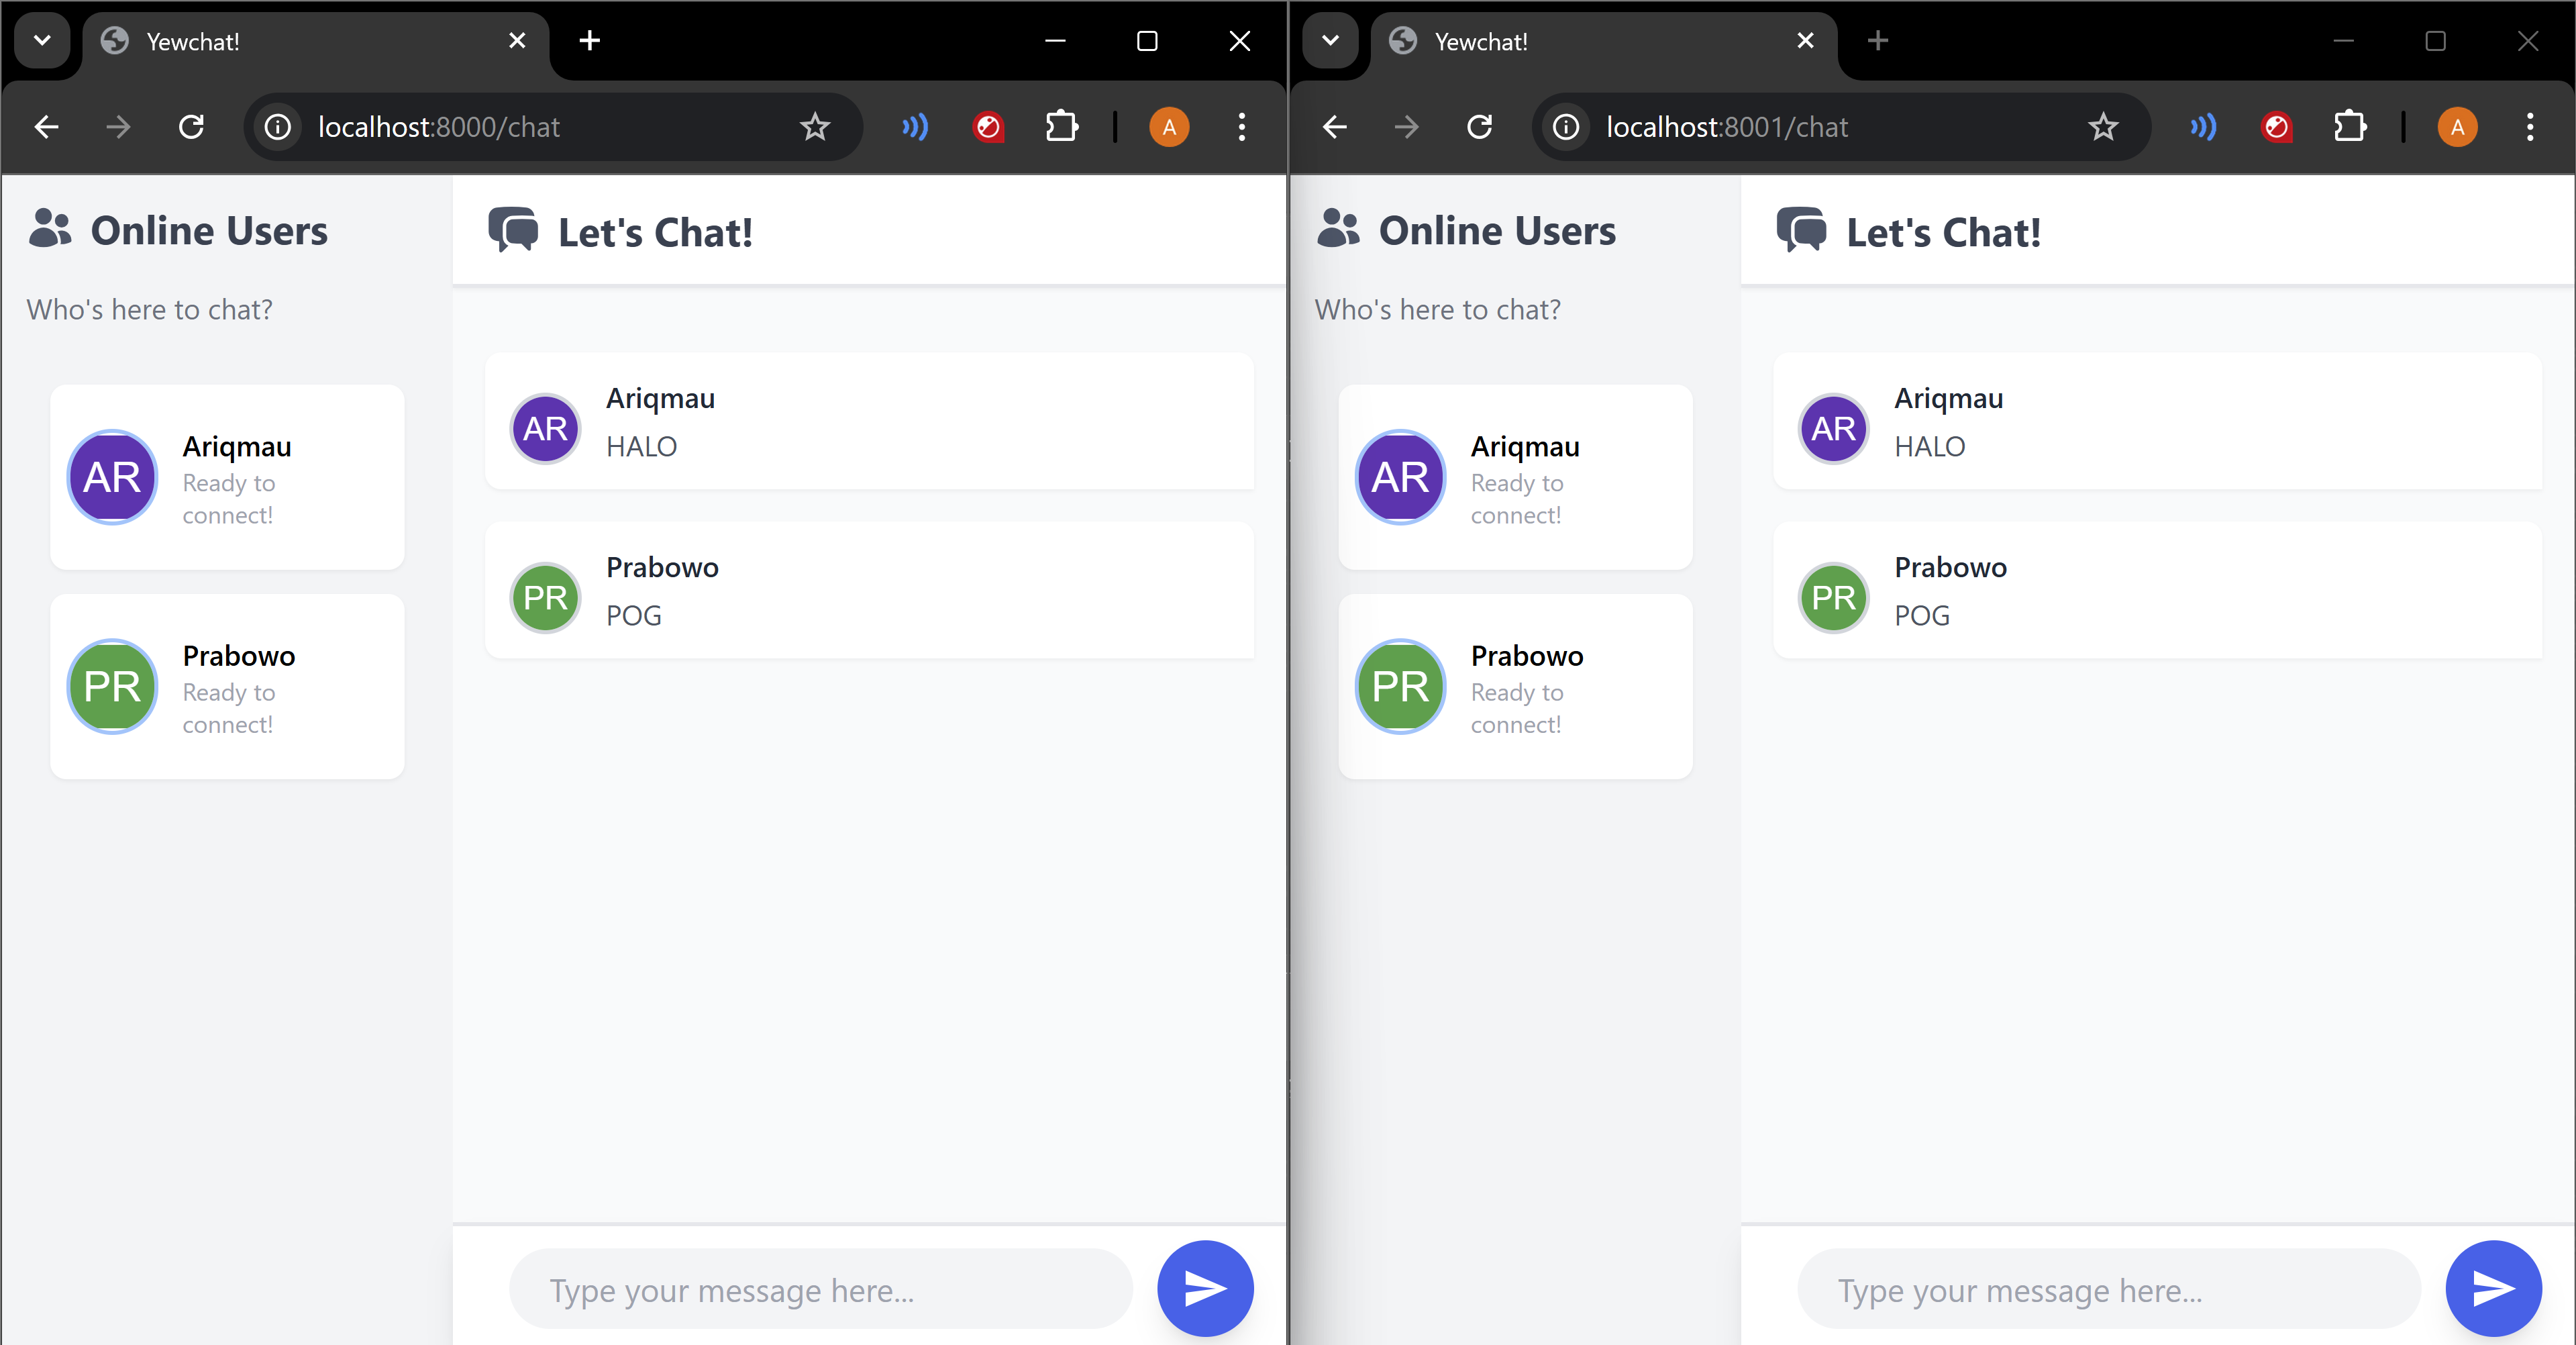 Yewchat!
localhost:8000/chat
A
Online Users
Who's here to chat?
AR
Ariqmau
Ready to
connect!
PR
Prabowo
Ready to
connect!
Let's Chat!
AR
Ariqmau
HALO
PR
Prabowo
POG
Type your message here...
Yewchat!
localhost:8001/chat
A
Online Users
Who's here to chat?
AR
Ariqmau
Ready to
connect!
PR
Prabowo
Ready to
connect!
Let's Chat!
AR
Ariqmau
HALO
PR
Prabowo
POG
Type your message here...